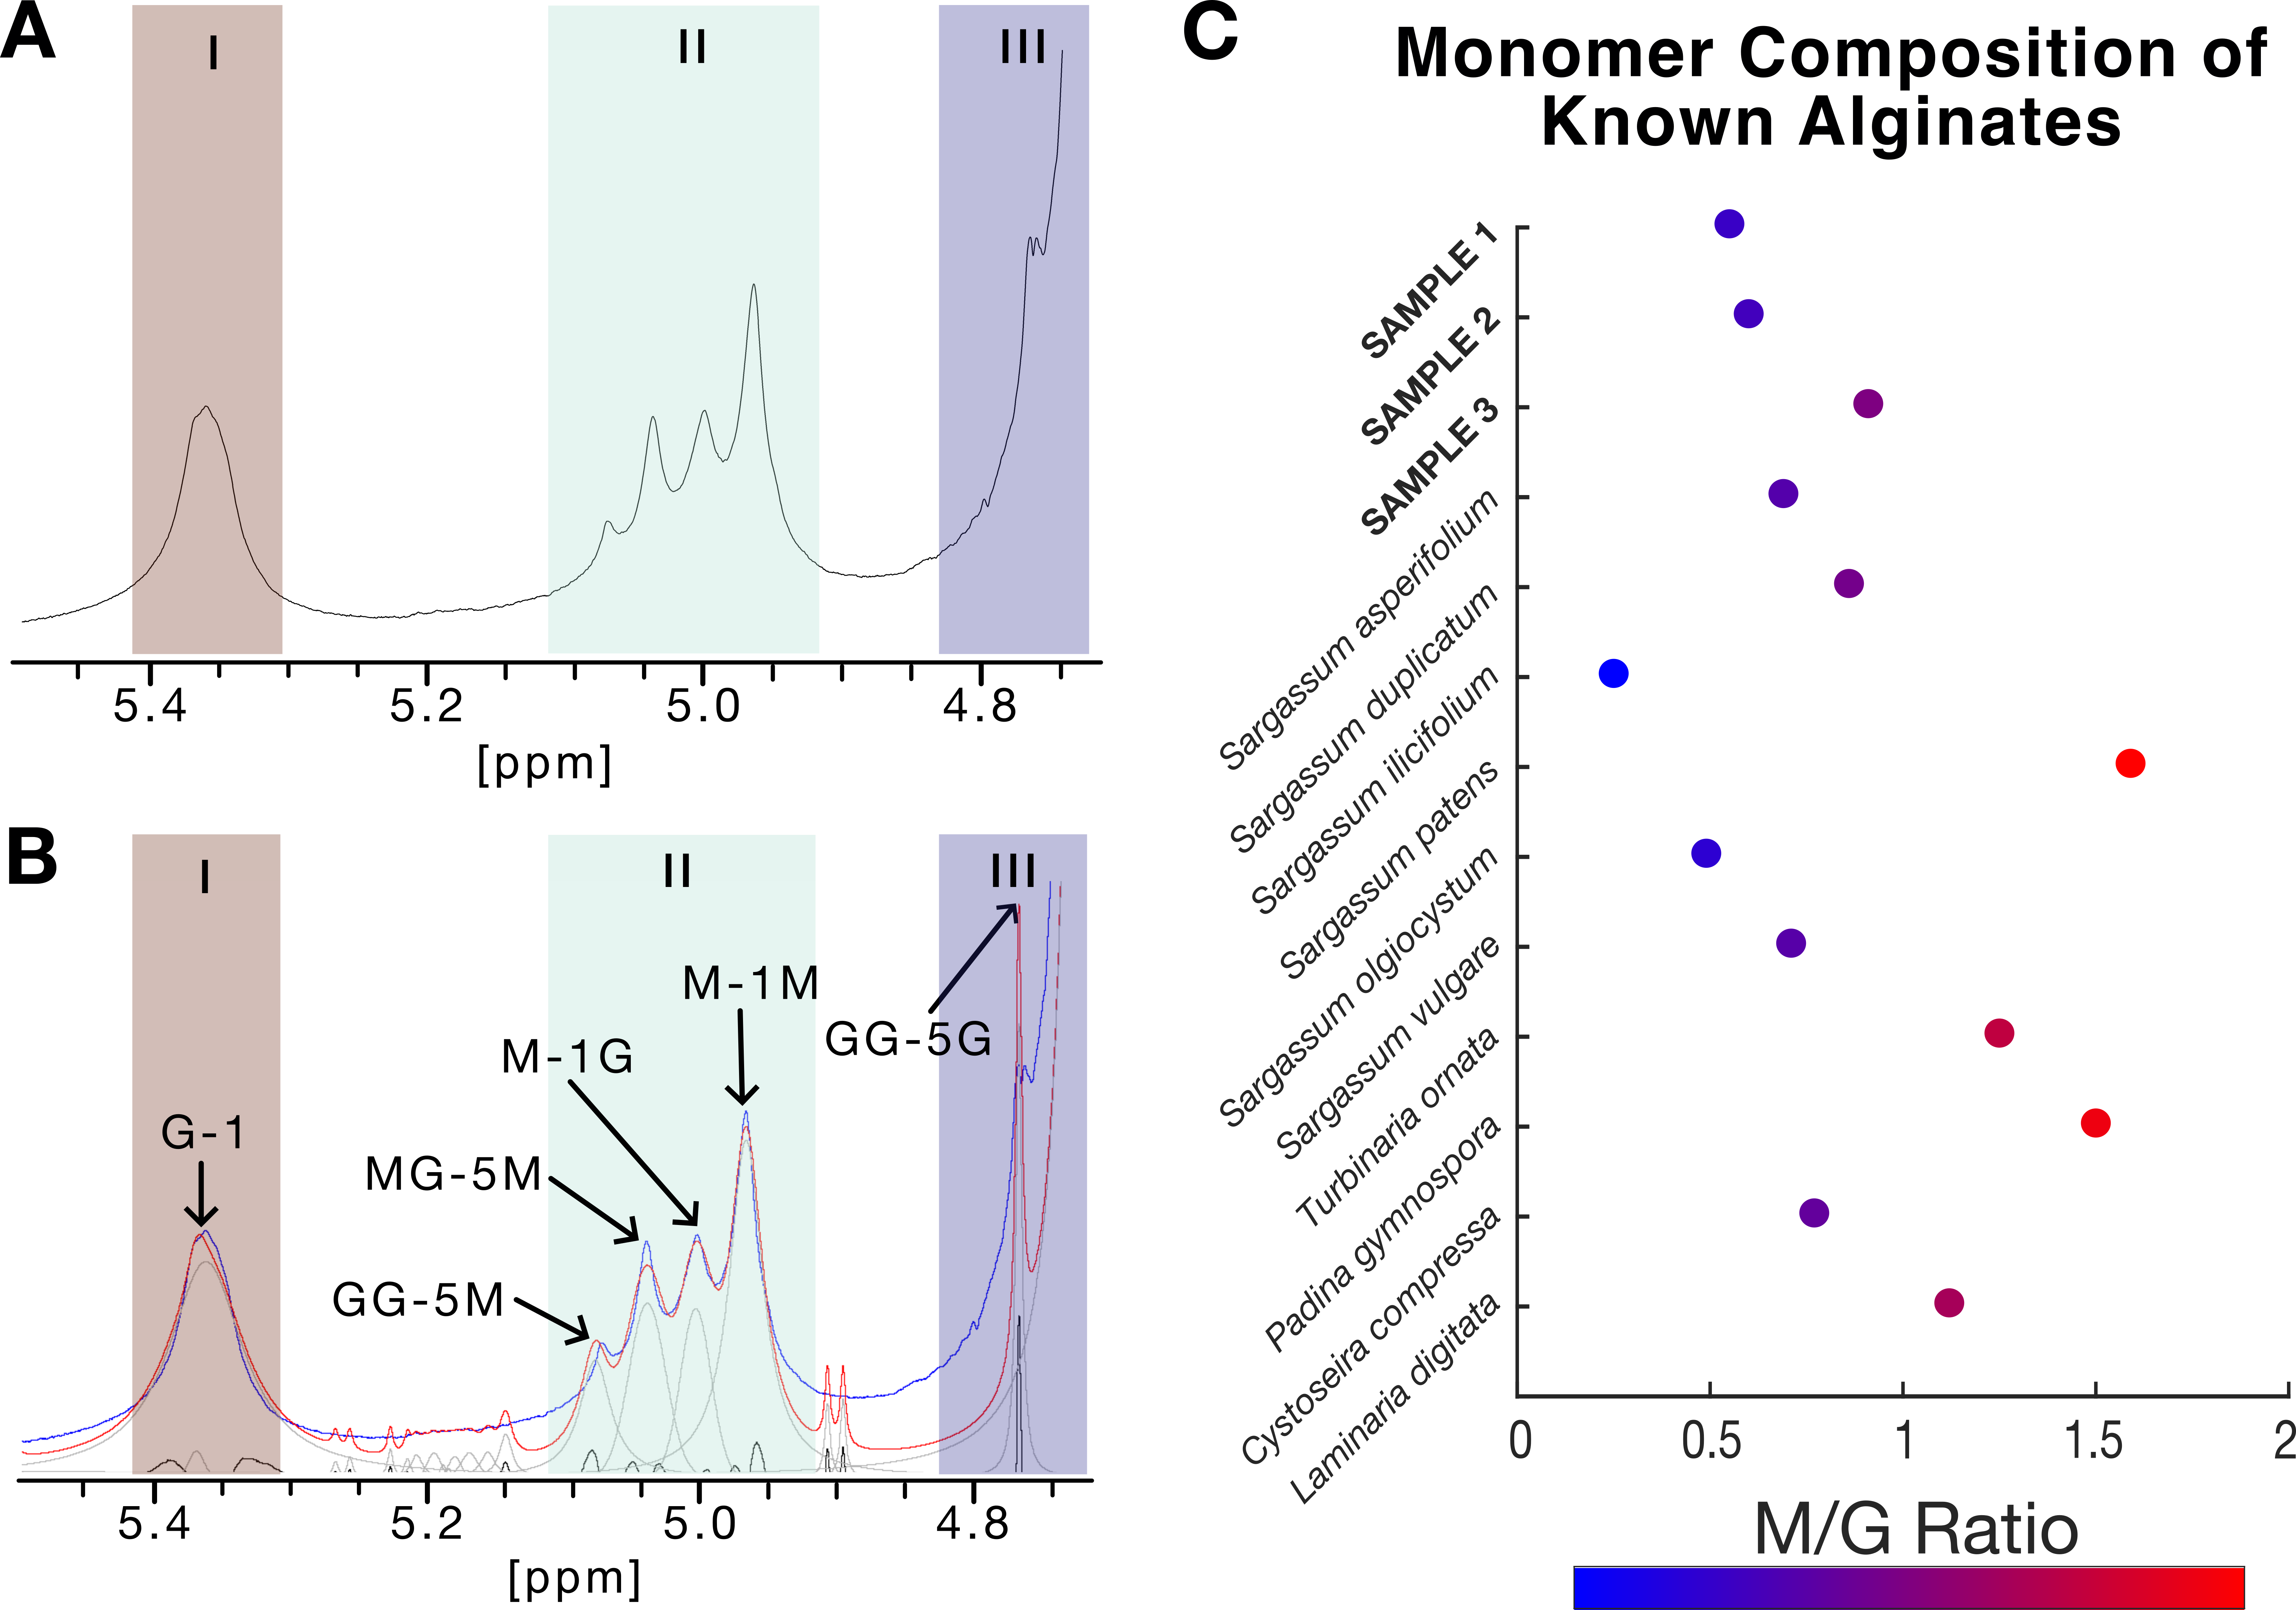 A
I
II
III
5.4
5.2
5.0
4.8
[ppm]
B
I
II
III
M-1M
M-1G
GG-5G
G-1
MG-5M
GG-5M
5.4
5.2
5.0
4.8
[ppm]
C
Monomer Composition of
Known Alginates
SAMPLE 1
SAMPLE 2
SAMPLE 3
Sargassum asperifolium
Sargassum duplicatum
Sargassum ilicifolium
Sargassum patens
Sargassum olgiocystum
Sargassum vulgare
Turbinaria ornata
Padina gymnospora
Cystoseira compressa
Laminaria digitata
0
0.5
1
1.5
2
M/G Ratio